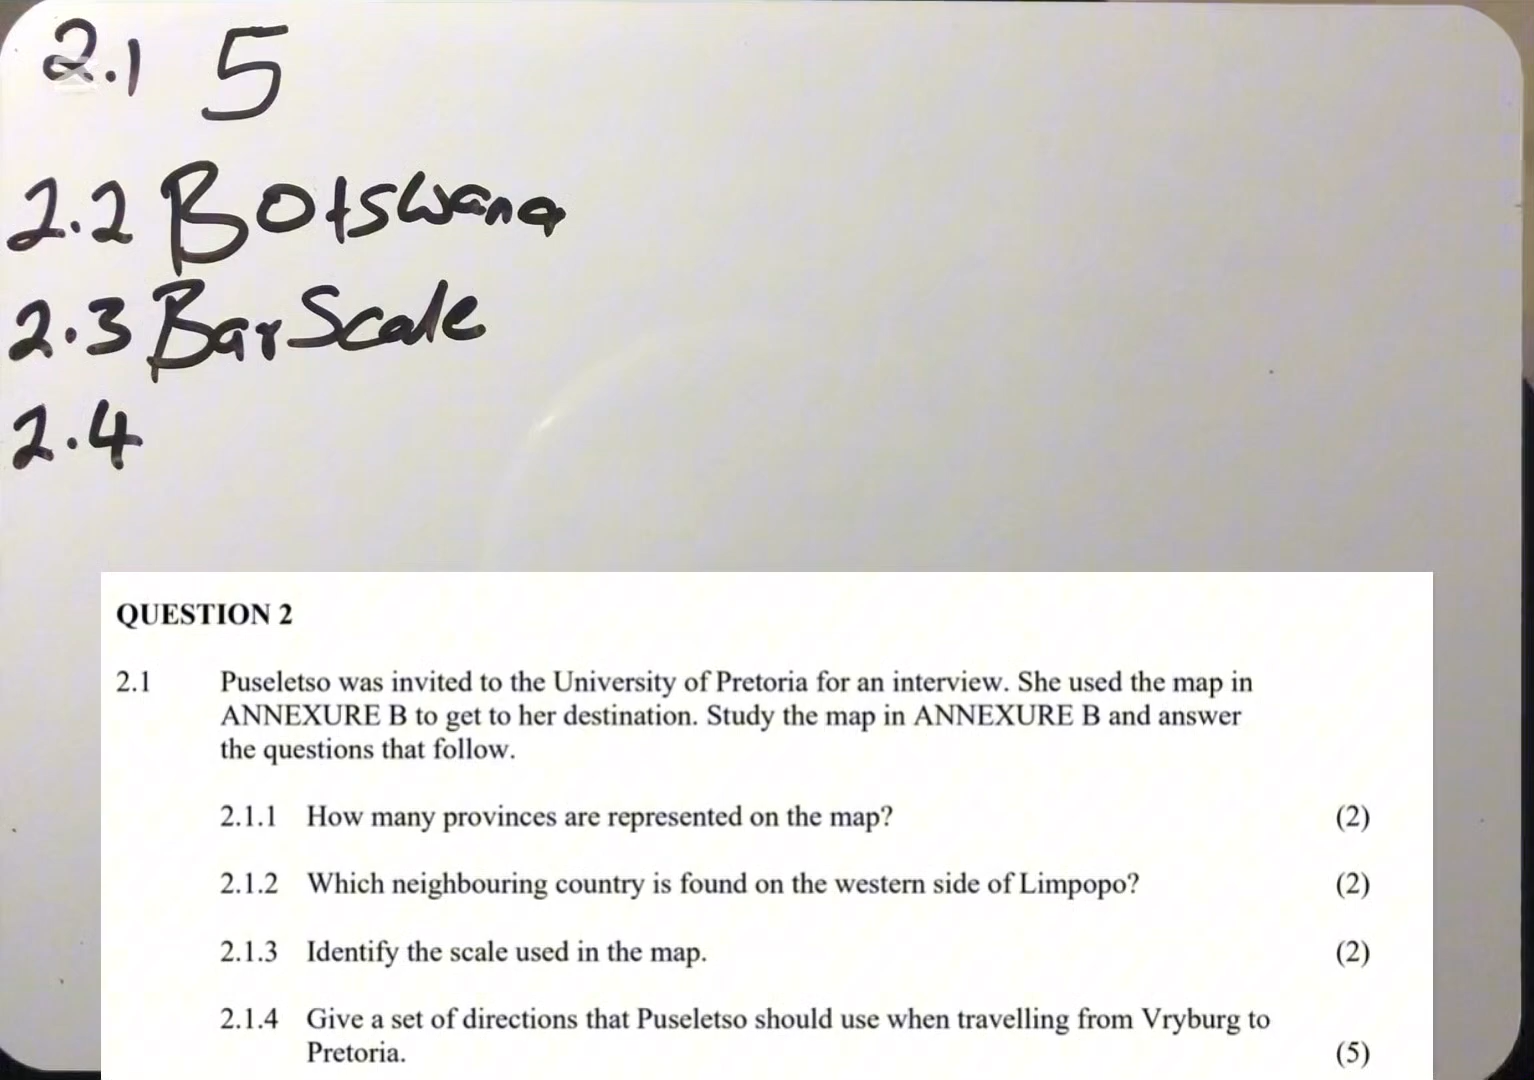 2.1 5
2.2 Botswana
2.3 Bar Scale
2.4
QUESTION 2
2.1 Puseletso was invited to the University of Pretoria for an interview. She used the map in
ANNEXURE B to get to her destination. Study the map in ANNEXURE B and answer
the questions that follow.
2.1.1 How many provinces are represented on the map? (2)
2.1.2 Which neighbouring country is found on the western side of Limpopo? (2)
2.1.3 Identify the scale used in the map. (2)
2.1.4 Give a set of directions that Puseletso should use when travelling from Vryburg to
Pretoria. (5)